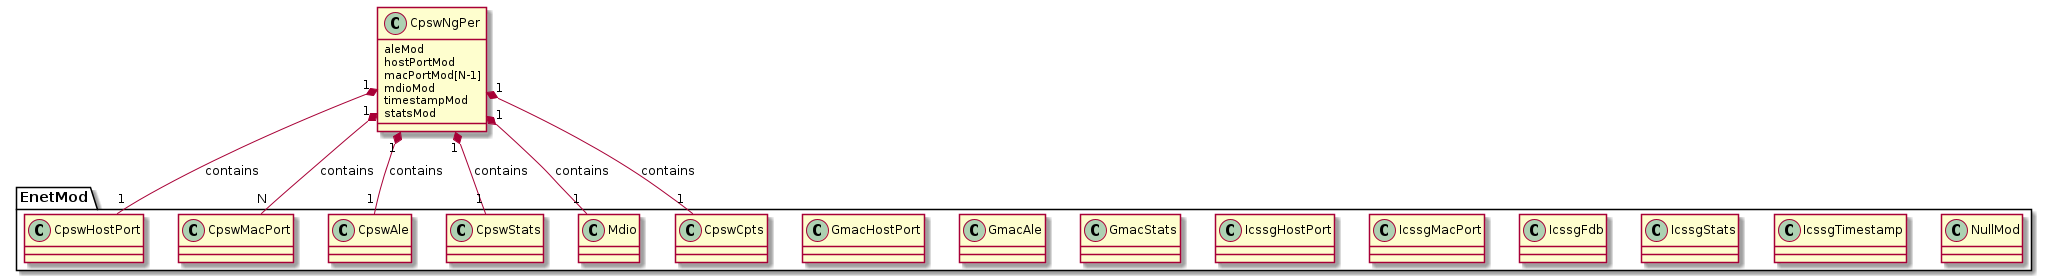 C CpswNgPer
aleMod
hostPortMod
macPortMod[N-1]
mdioMod
timestampMod
statsMod
1 1
1 1
1 1
contains contains contains contains contains contains
EnetMod
1 N 1 1 1 1
C CpswHostPort
C CpswMacPort
C CpswAle
C CpswStats
C Mdio
C CpswCpts
C GmacHostPort
C GmacAle
C GmacStats
C IcssgHostPort
C IcssgMacPort
C IcssgFdb
C IcssgStats
C IcssgTimestamp
C NullMod